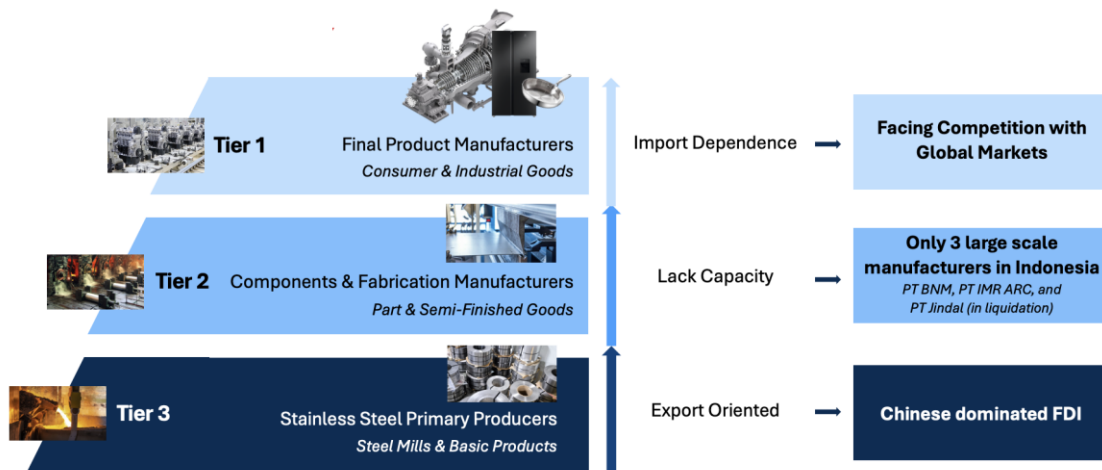 Tier 1
Final Product Manufacturers
Consumer & Industrial Goods
Import Dependence
Facing Competition with
Global Markets
Tier 2
Components & Fabrication Manufacturers
Part & Semi-Finished Goods
Lack Capacity
Only 3 large scale
manufacturers in Indonesia
PT BNM, PT IMR ARC, and
PT Jindal (in liquidation)
Tier 3
Stainless Steel Primary Producers
Steel Mills & Basic Products
Export Oriented
Chinese dominated FDI